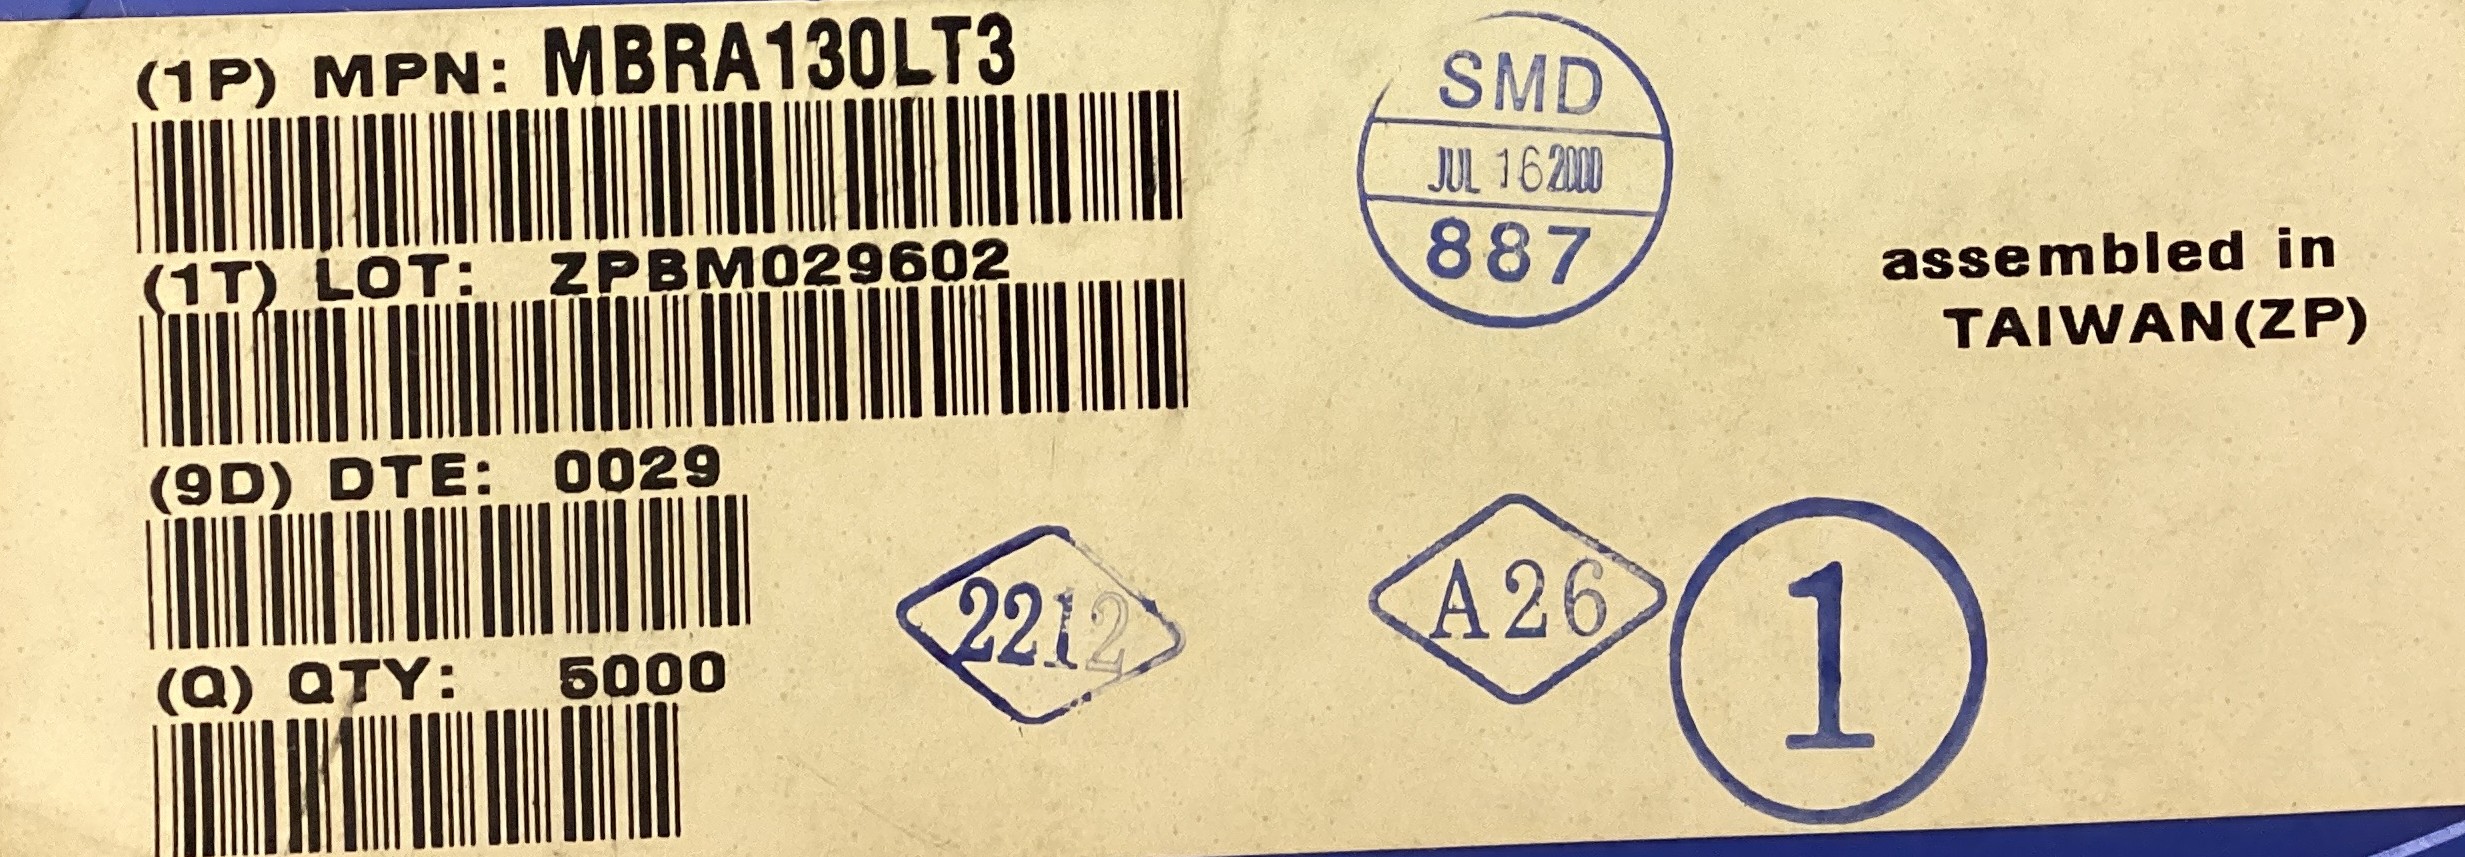 (1P) MPN: MBRA130LT3
(1T) LOT: ZPBM029602
(9D) DTE: 0029
(Q) QTY: 5000
SMD
JUL 16 2000
887
assembled in
TAIWAN(ZP)
2212
A26
1